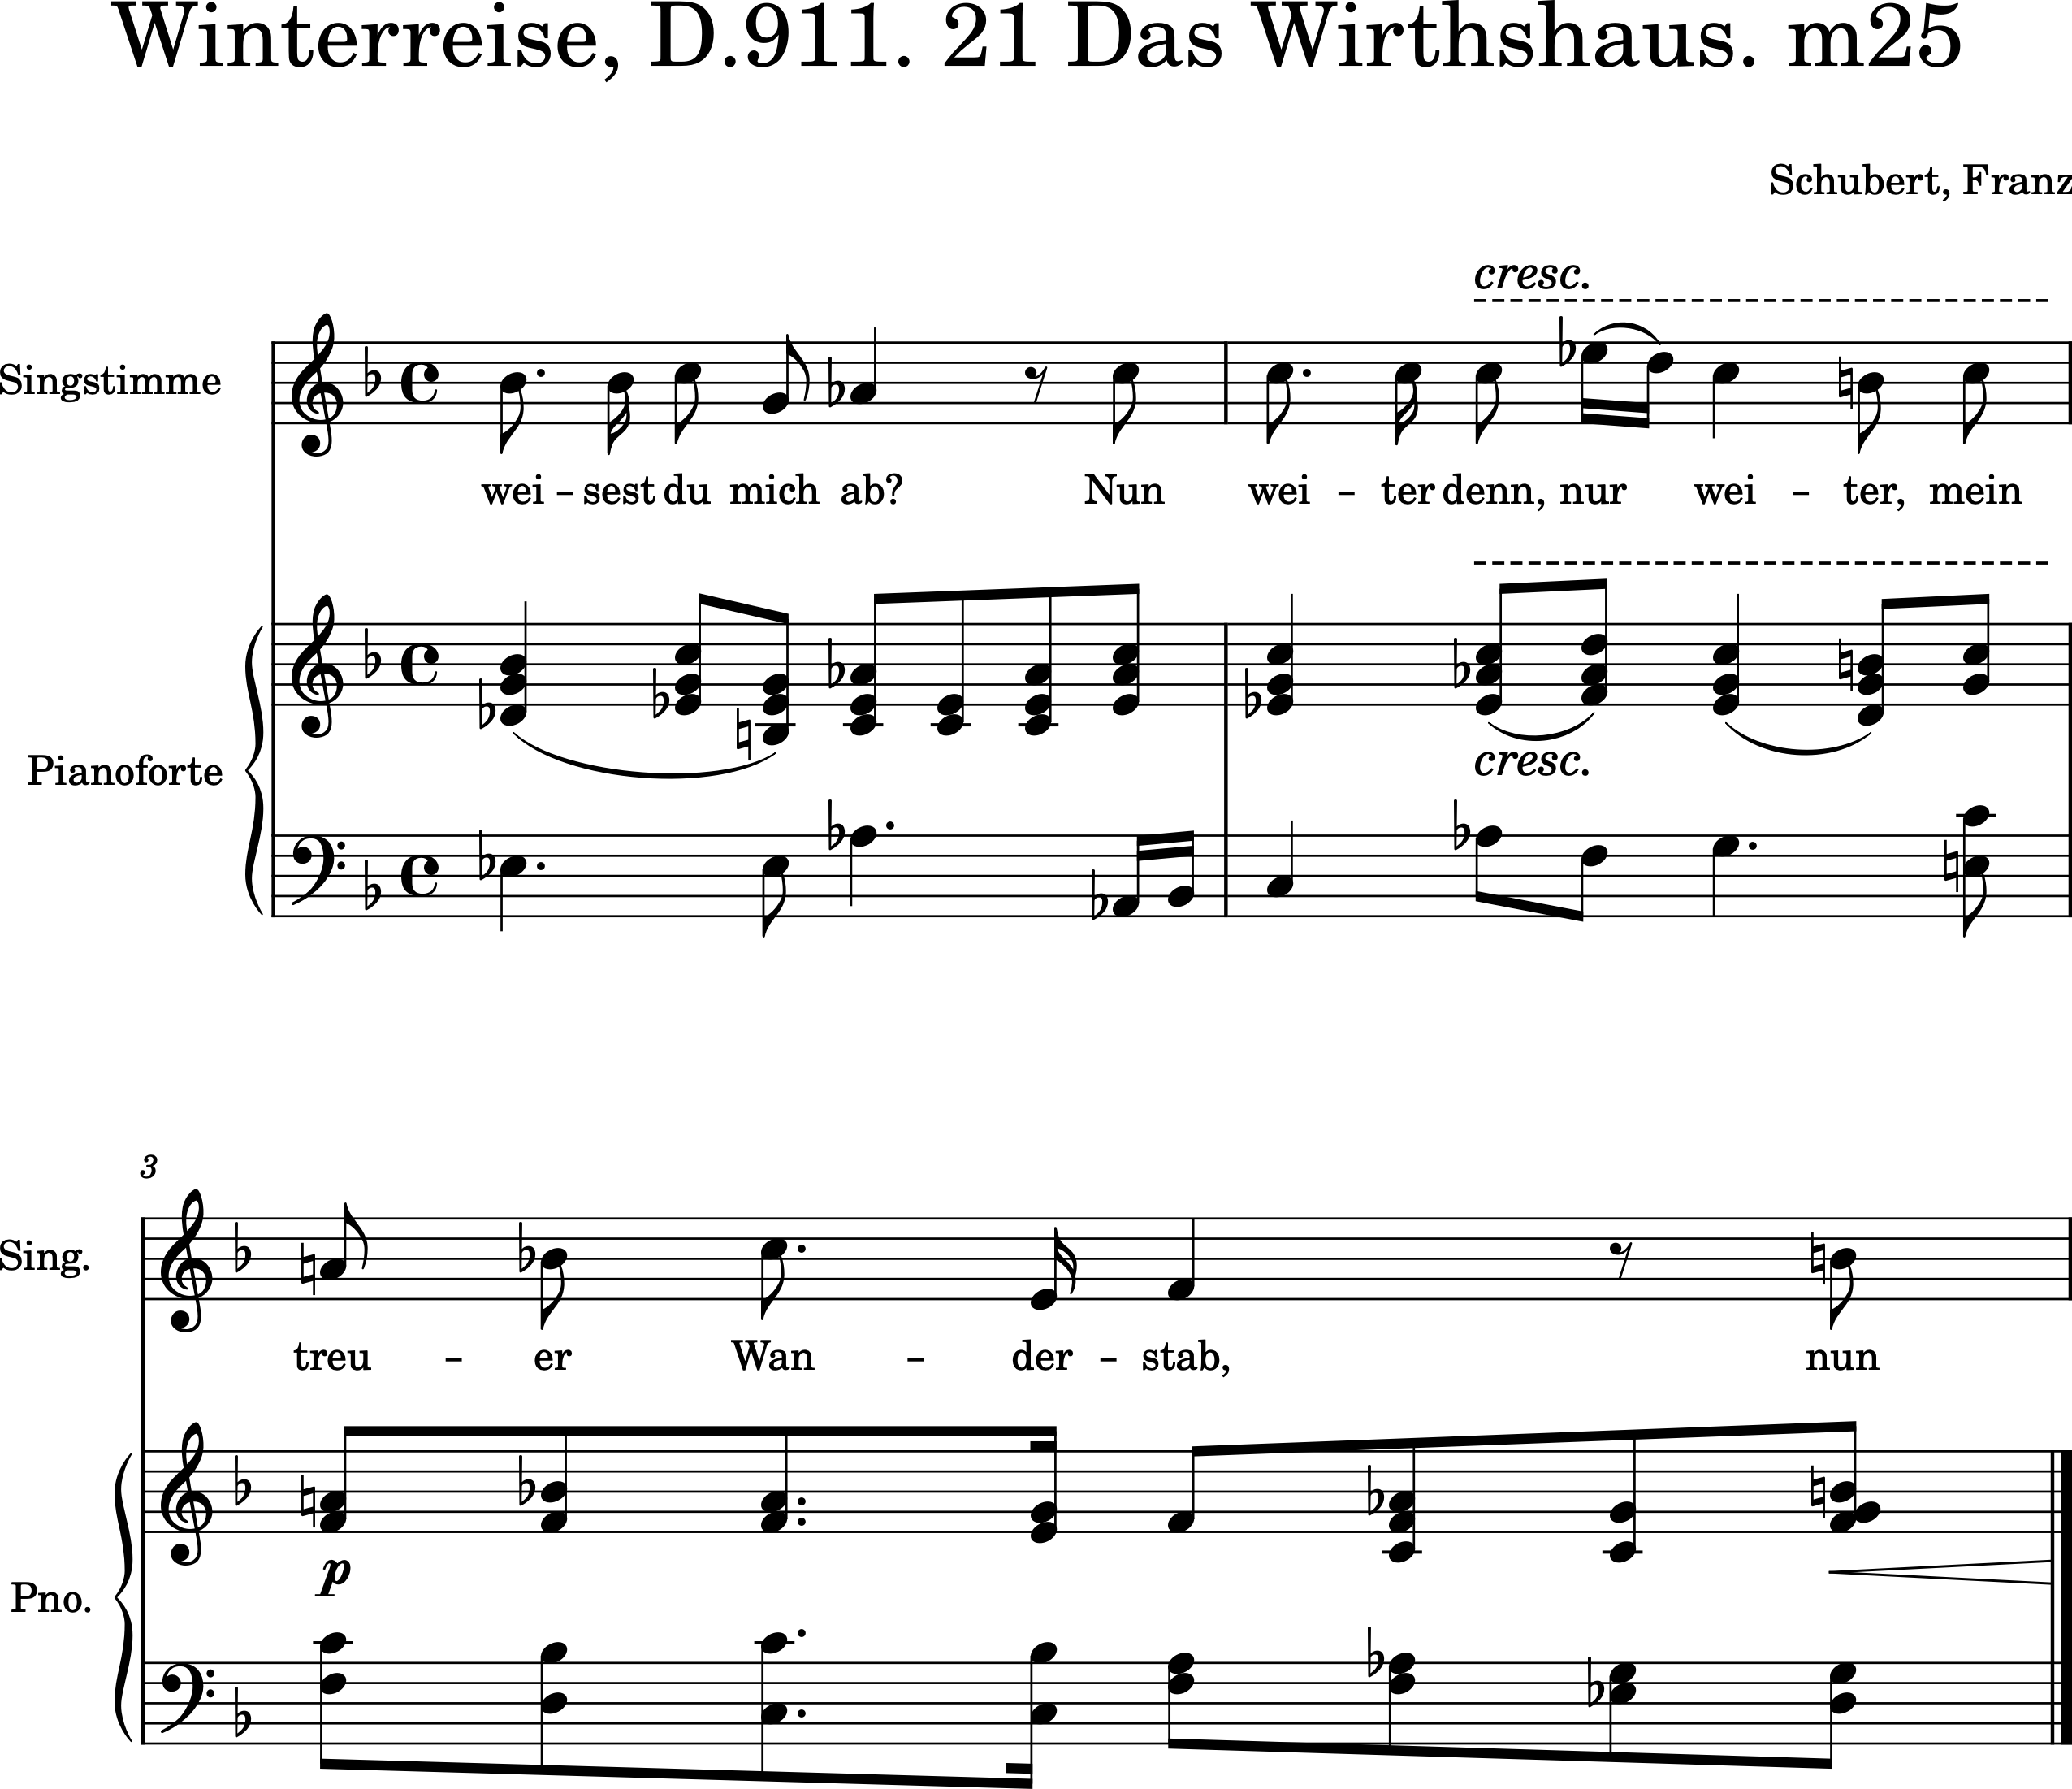 Winterreise, D.911. 21 Das Wirthshaus. m25
Schubert, Franz
cresc.
Singstimme
wei – sest du mich ab? Nun wei – ter denn, nur wei – ter, mein
Pianoforte
cresc.
3
Sing.
treu – er Wan – der – stab, nun
p
Pno.